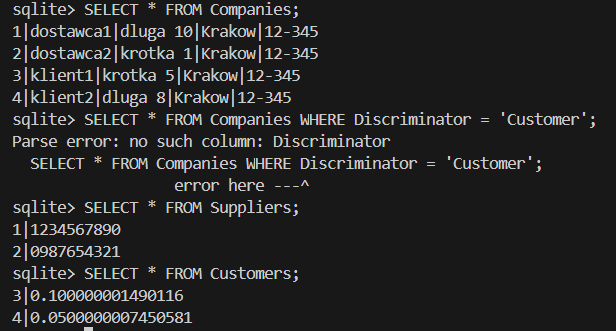 sqlite> SELECT * FROM Companies;
1|dostawca1|dluga 10|Krakow|12-345
2|dostawca2|krotka 1|Krakow|12-345
3|klient1|krotka 5|Krakow|12-345
4|klient2|dluga 8|Krakow|12-345
sqlite> SELECT * FROM Companies WHERE Discriminator = 'Customer';
Parse error: no such column: Discriminator
  SELECT * FROM Companies WHERE Discriminator = 'Customer';
                error here ---^
sqlite> SELECT * FROM Suppliers;
1|1234567890
2|0987654321
sqlite> SELECT * FROM Customers;
3|0.100000001490116
4|0.0500000007450581